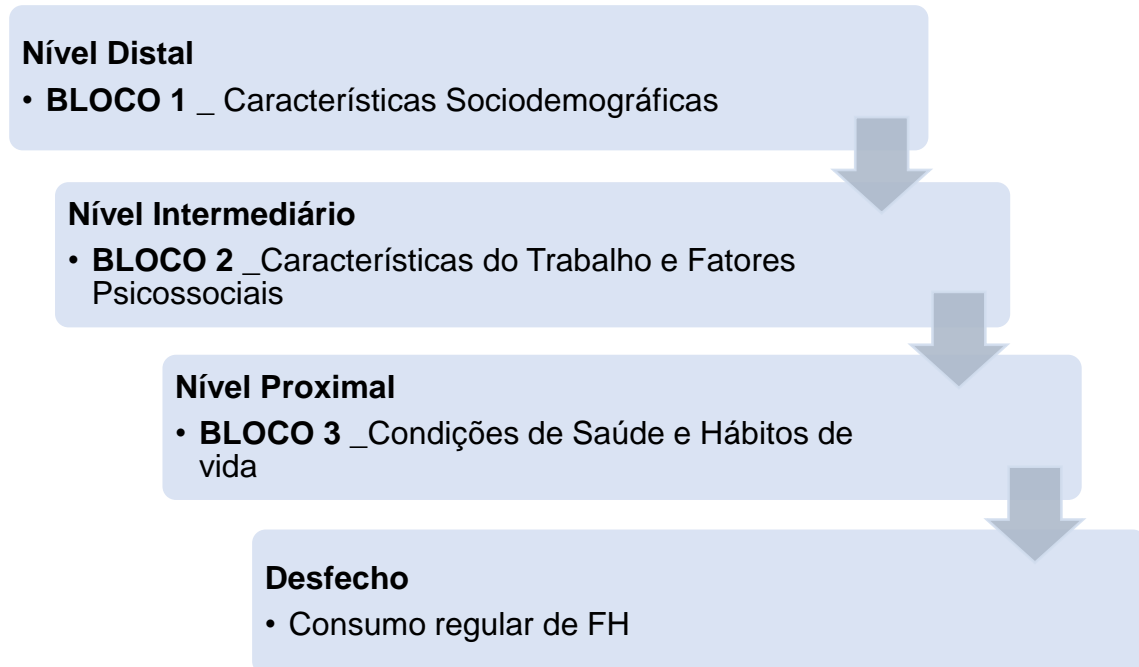 Nível Distal
• BLOCO 1 _ Características Sociodemográficas
Nível Intermediário
• BLOCO 2 _Características do Trabalho e Fatores
Psicossociais
Nível Proximal
• BLOCO 3 _Condições de Saúde e Hábitos de
vida
Desfecho
• Consumo regular de FH